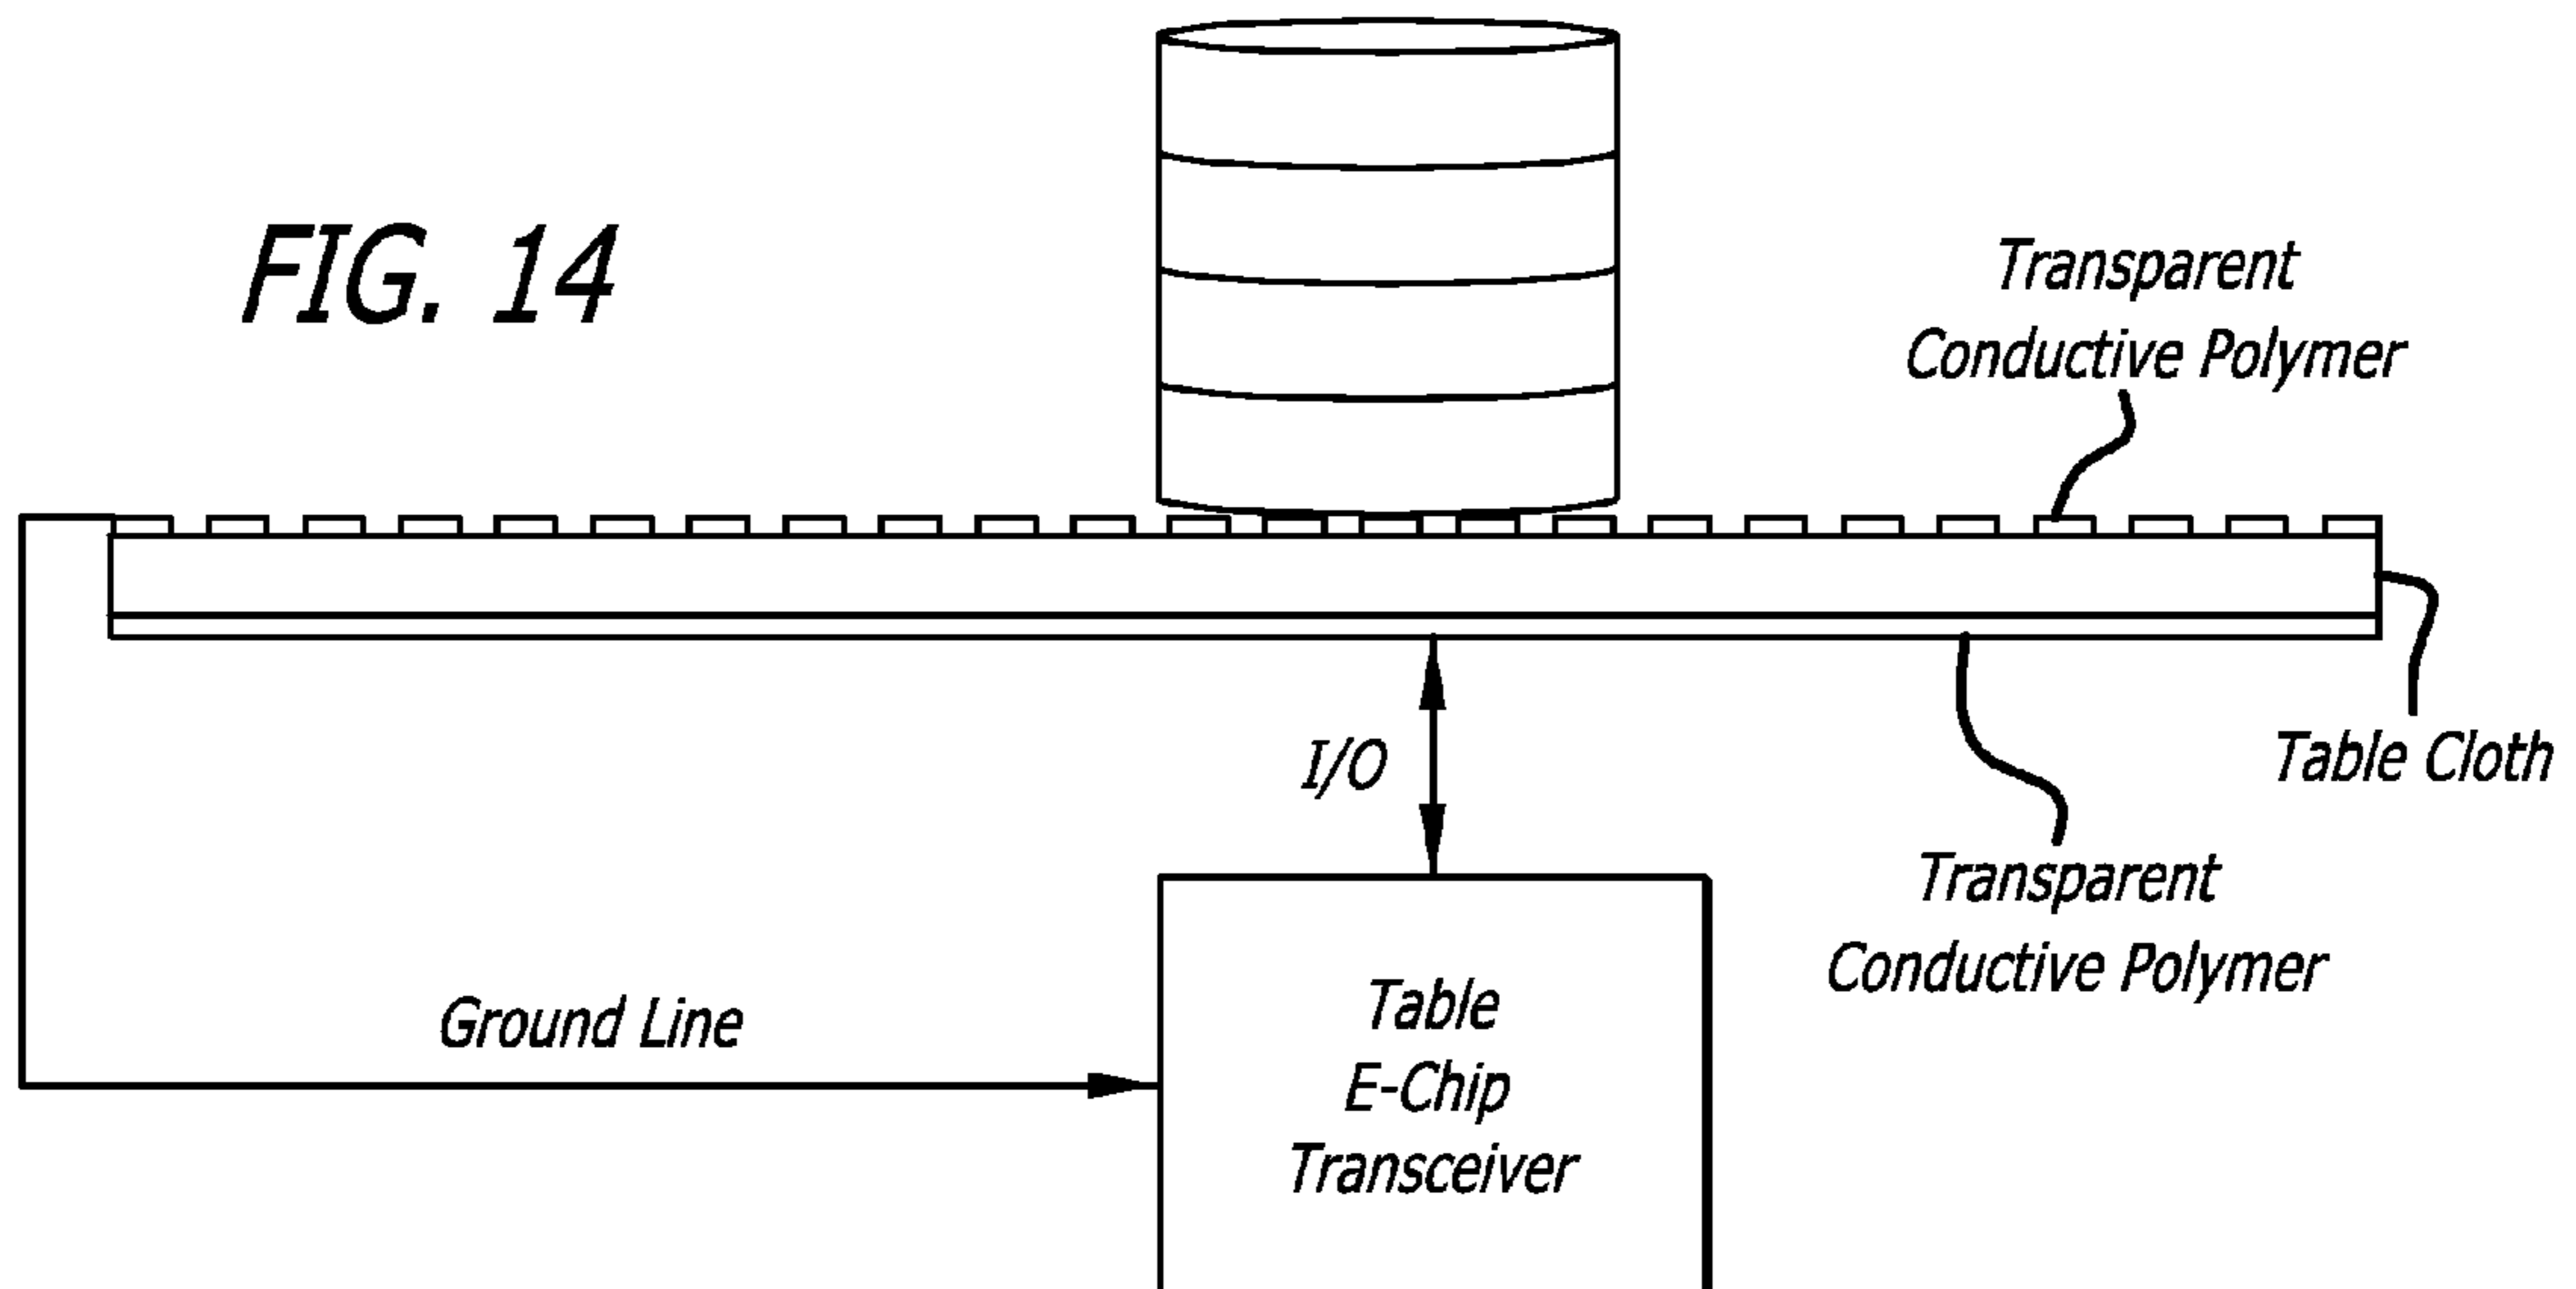 FIG. 14
Transparent
Conductive Polymer
I/O
Table Cloth
Transparent
Conductive Polymer
Ground Line
Table
E-Chip
Transceiver